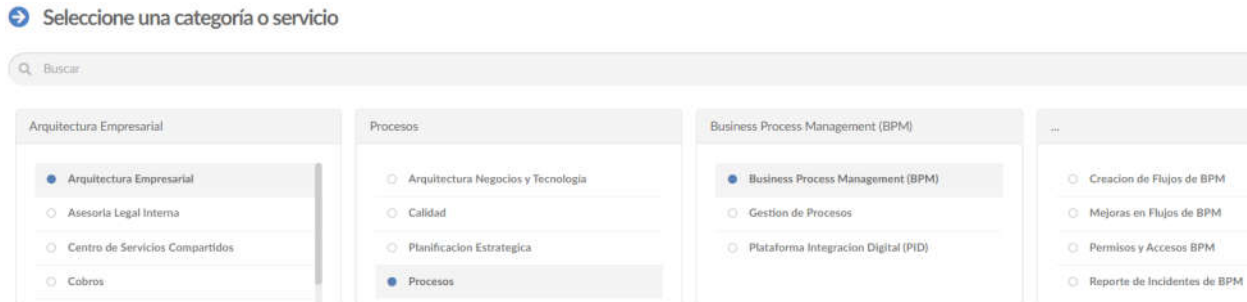 Seleccione una categoría o servicio
Buscar
Arquitectura Empresarial
Arquitectura Empresarial
Asesoria Legal Interna
Centro de Servicios Compartidos
Cobros
Procesos
Arquitectura Negocios y Tecnología
Calidad
Planificacion Estrategica
Procesos
Business Process Management (BPM)
Business Process Management (BPM)
Gestion de Procesos
Plataforma Integracion Digital (PID)
...
Creacion de Flujos de BPM
Mejoras en Flujos de BPM
Permisos y Accesos BPM
Reporte de Incidentes de BPM